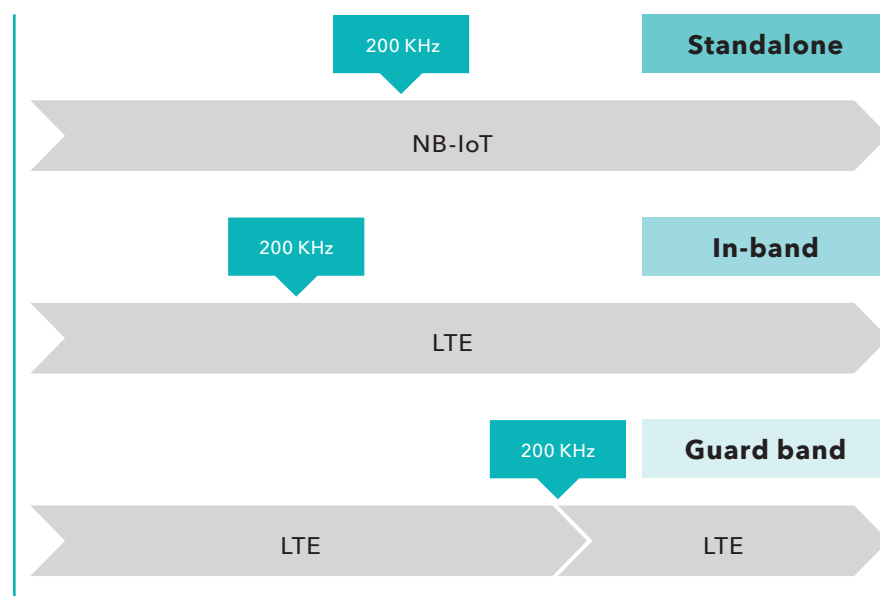 200 KHz
Standalone
NB-IoT
200 KHz
In-band
LTE
200 KHz
Guard band
LTE
LTE